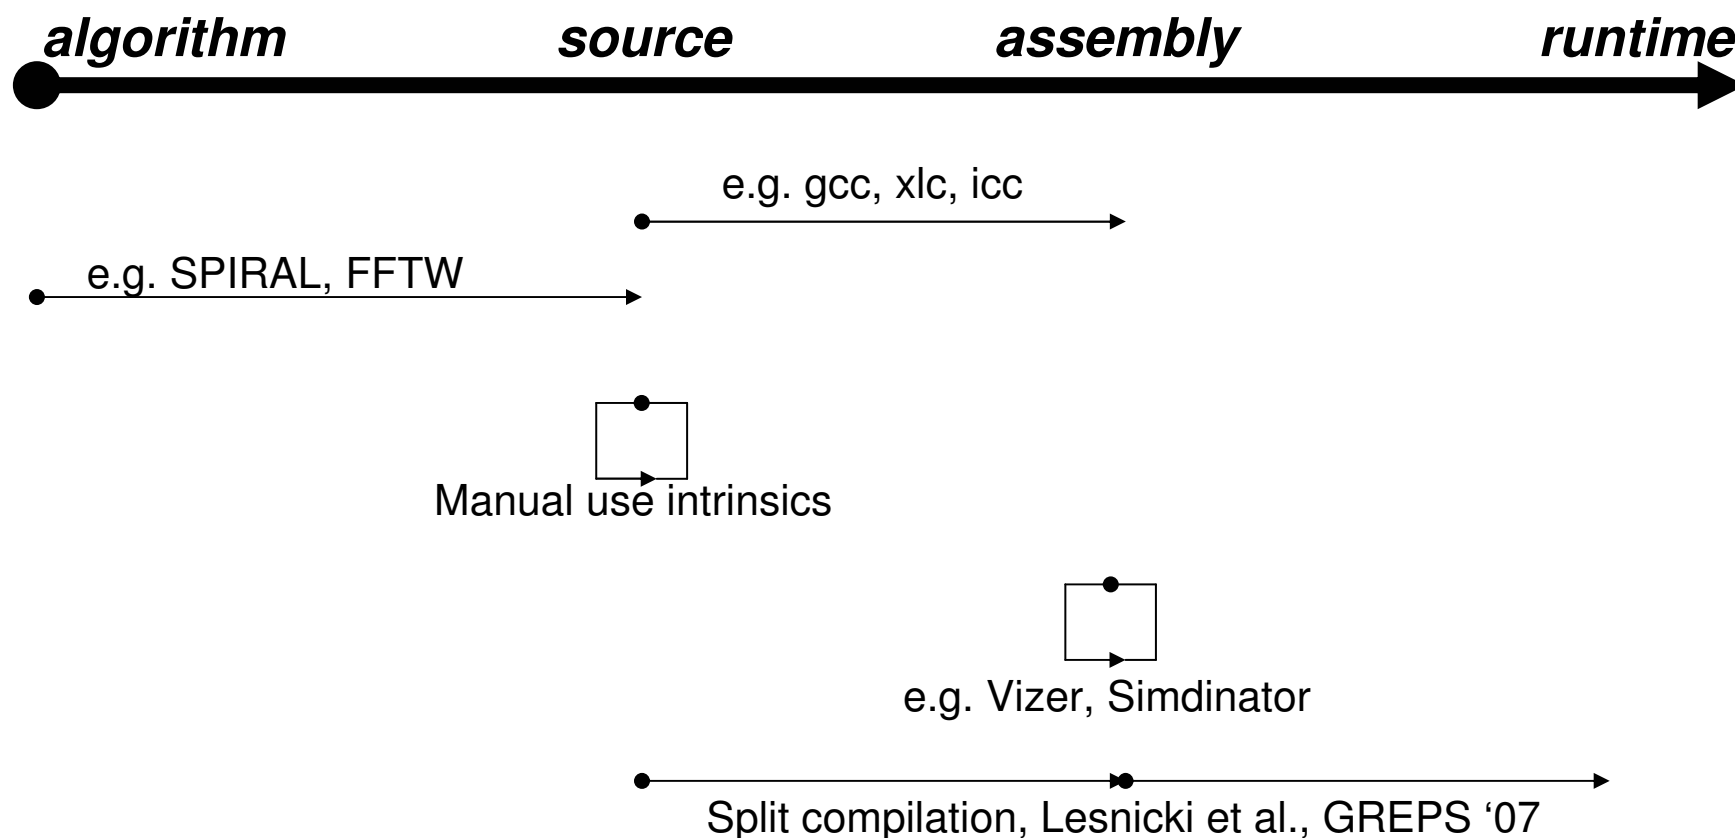 algorithm source assembly runtime
e.g. gcc, xlc, icc
e.g. SPIRAL, FFTW
Manual use intrinsics
e.g. Vizer, Simdinator
Split compilation, Lesnicki et al., GREPS ‘07